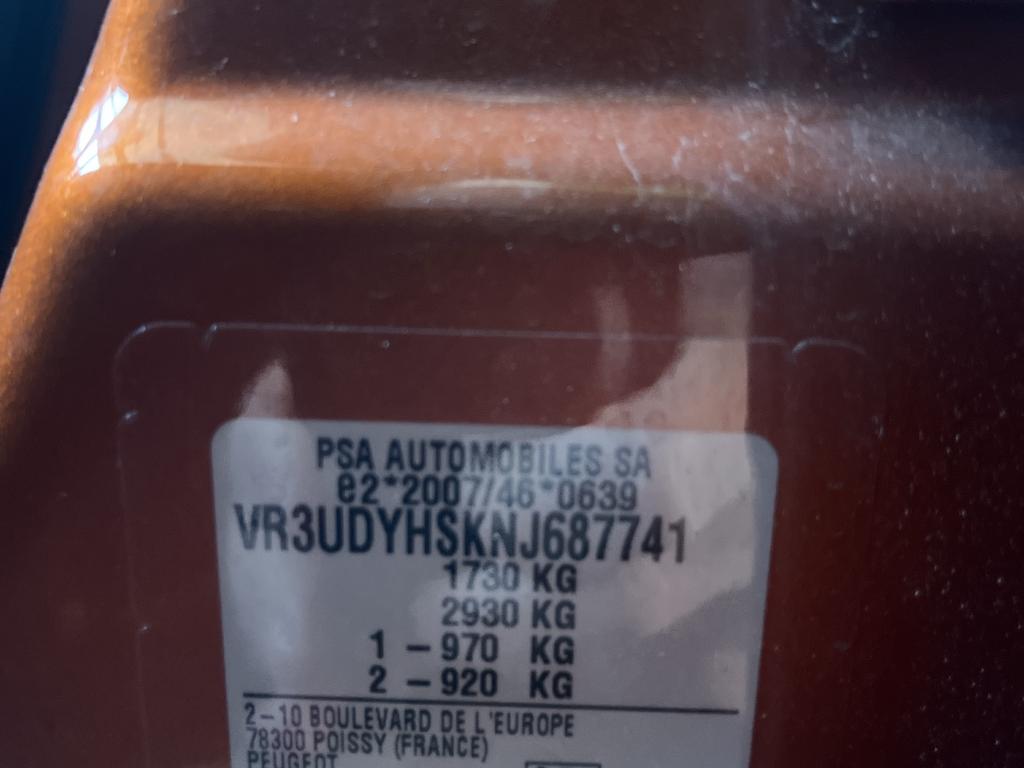 PSA AUTOMOBILES SA
e2*2007/46*0639
VR3UDYHSKNJ687741
1730 KG
2930 KG
1 - 970 KG
2 - 920 KG
2-10 BOULEVARD DE L'EUROPE
78300 POISSY (FRANCE)
PEUGEOT